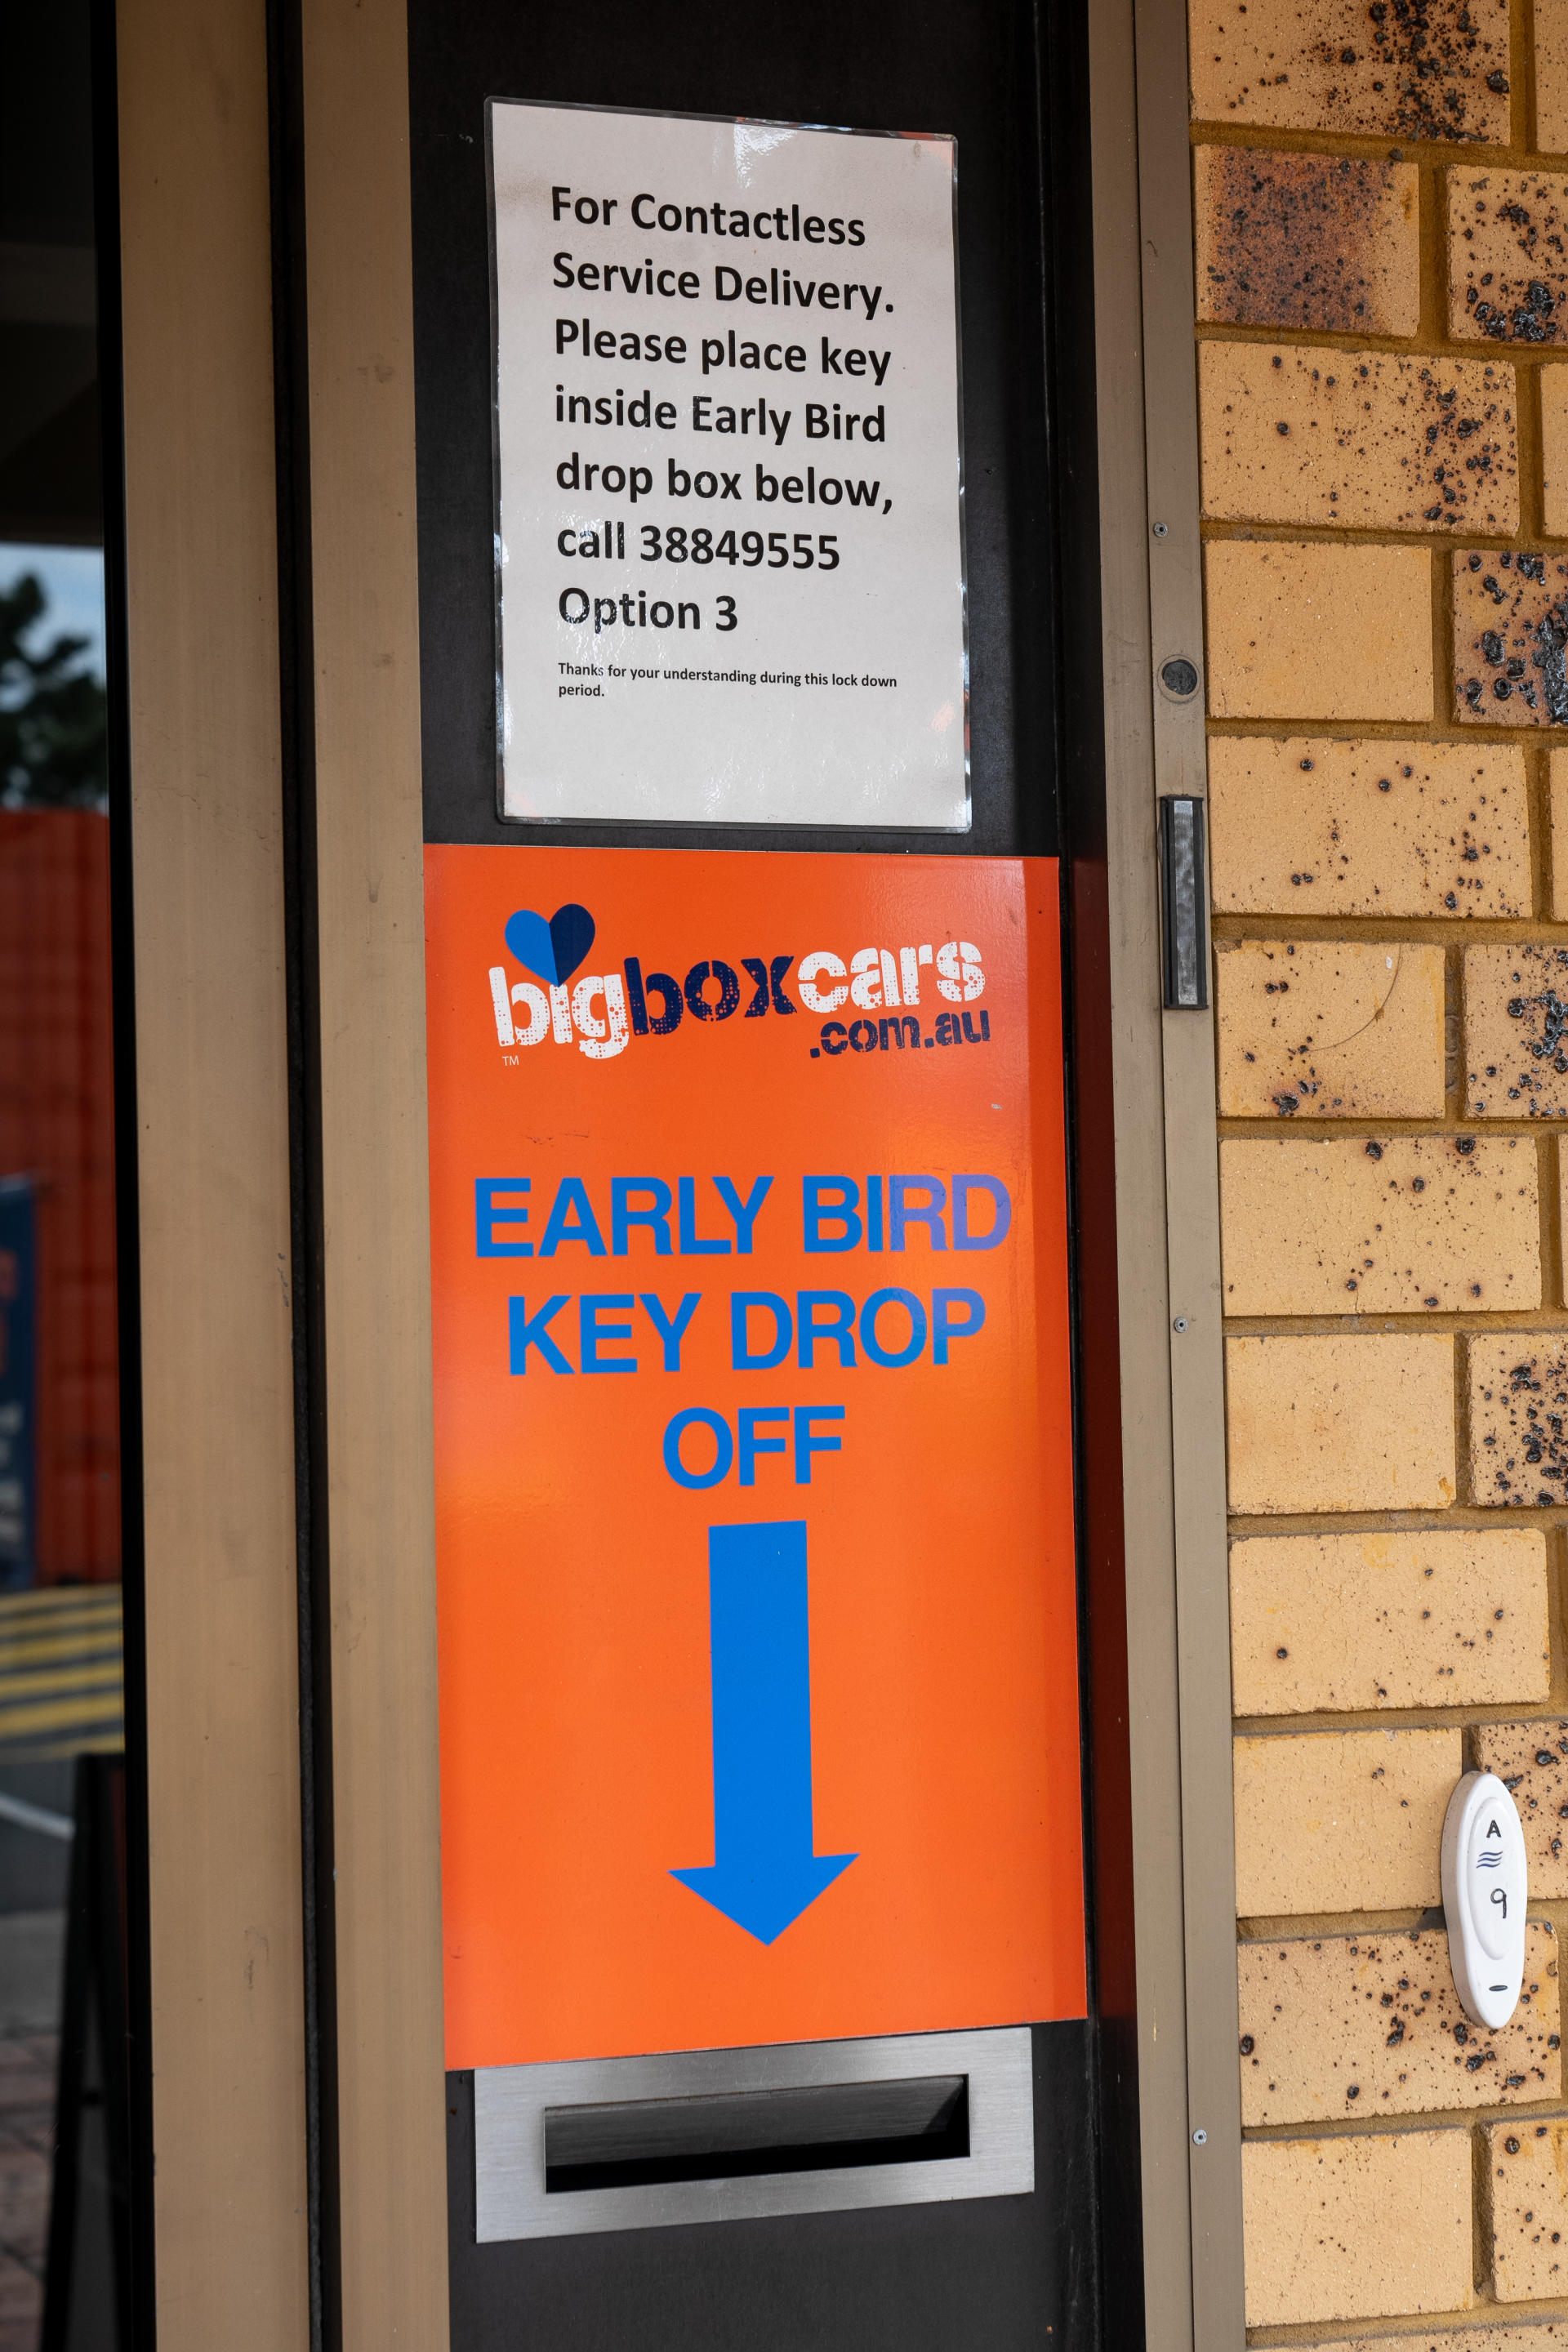 For Contactless
Service Delivery.
Please place key
inside Early Bird
drop box below,
call 38849555
Option 3
Thanks for your understanding during this lock down
period.
bigboxcars
.com.au
TM
EARLY BIRD
KEY DROP
OFF
A
9